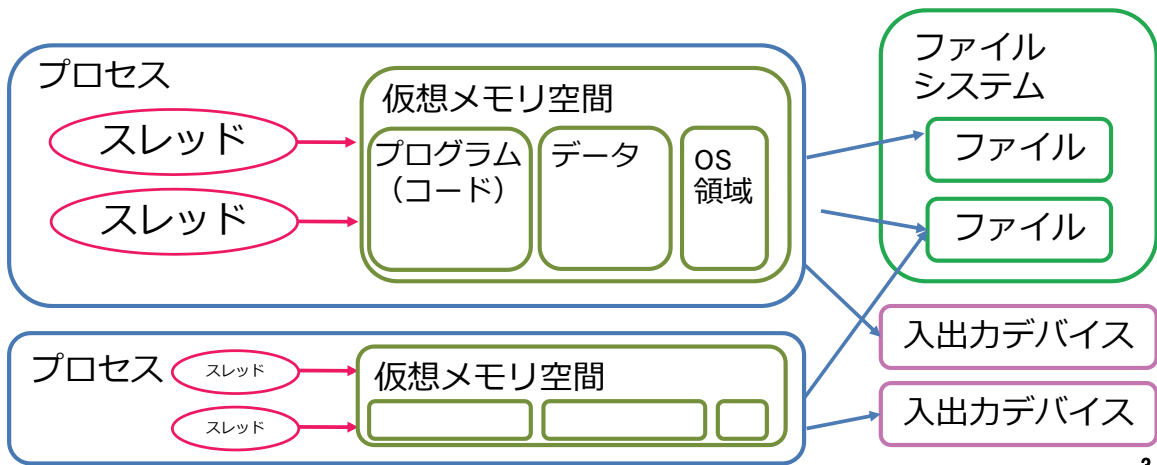 プロセス
スレッド
スレッド
仮想メモリ空間
プログラム
(コード)
データ
OS
領域
ファイル
システム
ファイル
ファイル
入出力デバイス
入出力デバイス
プロセス
スレッド
スレッド
仮想メモリ空間